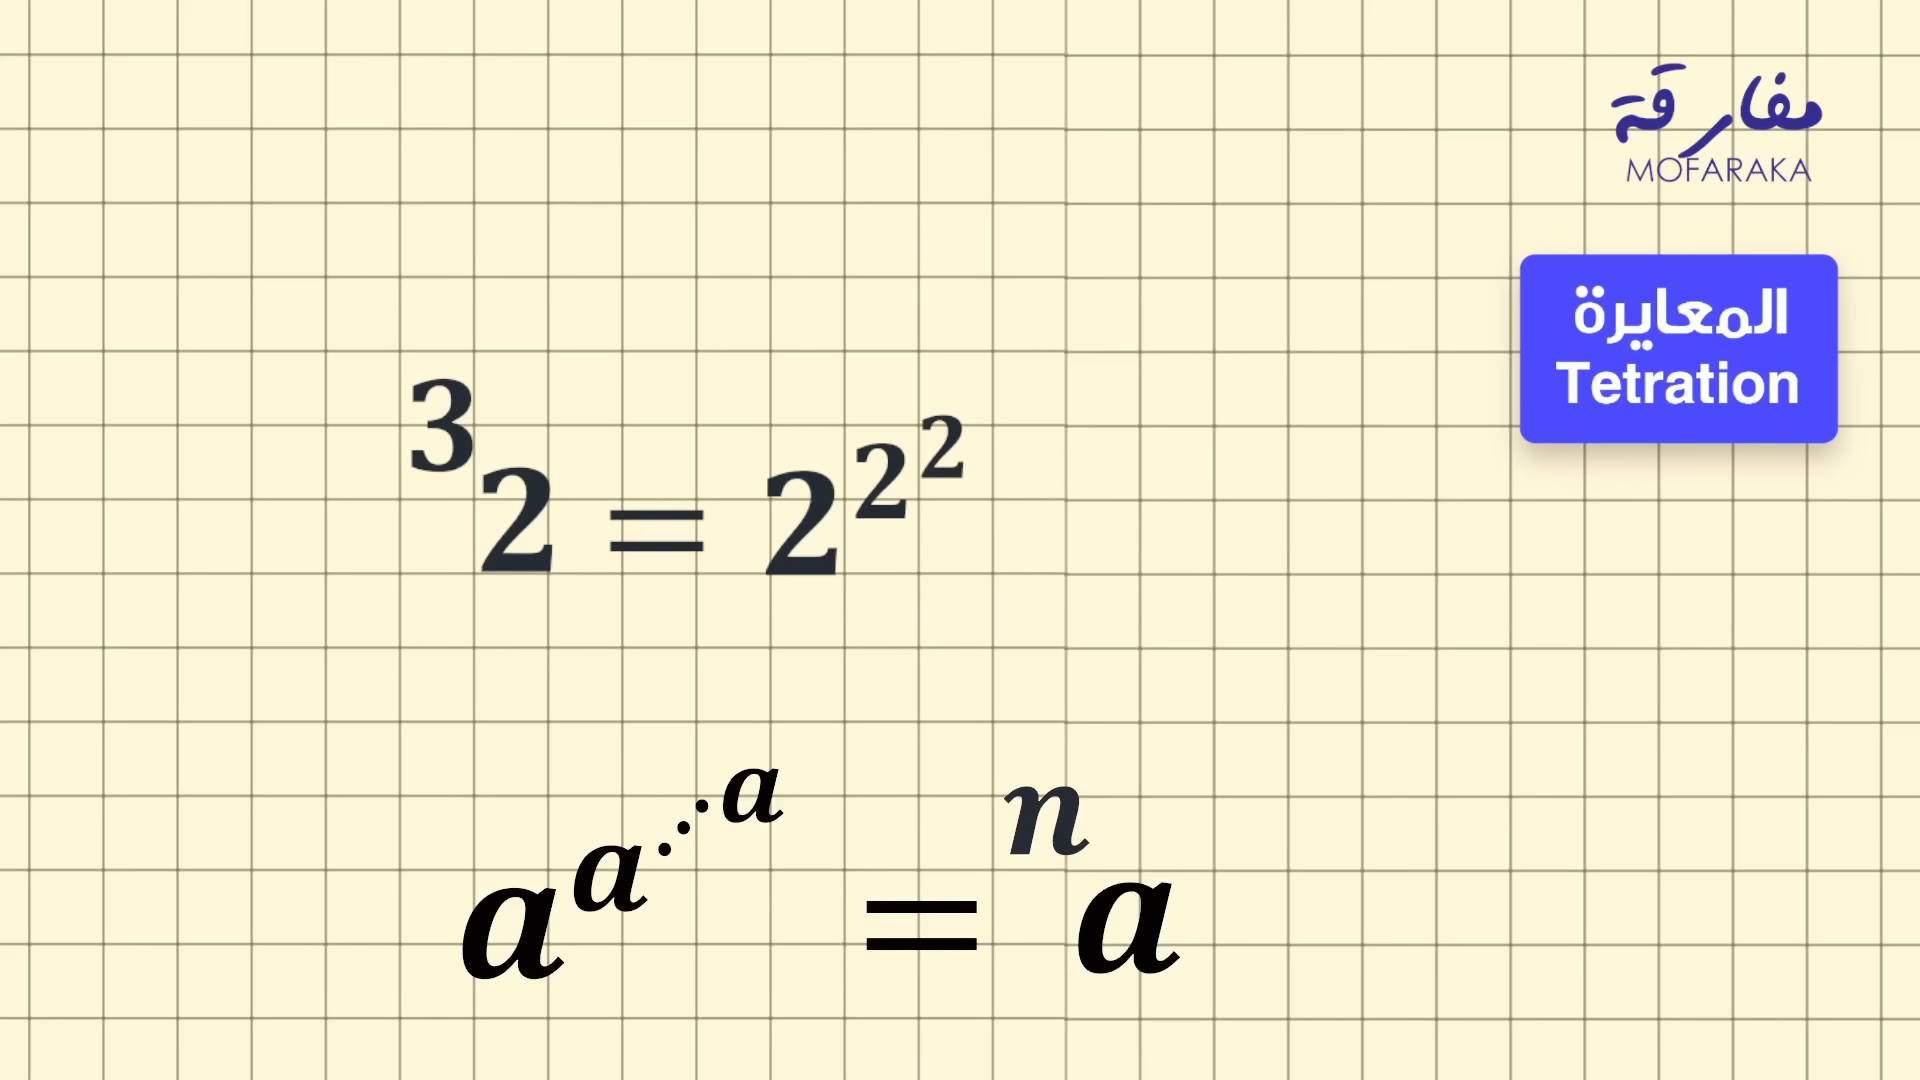 مفارقة
MOFARAKA
المعايرة
Tetration
³2 = 2^2^2
a^a^⋰^a = ⁿa